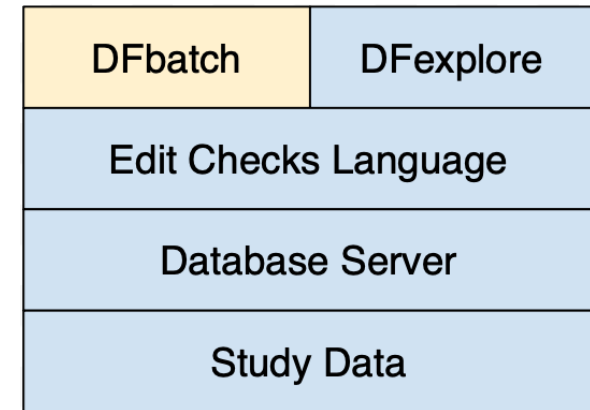 DFbatch DFexplore
Edit Checks Language
Database Server
Study Data